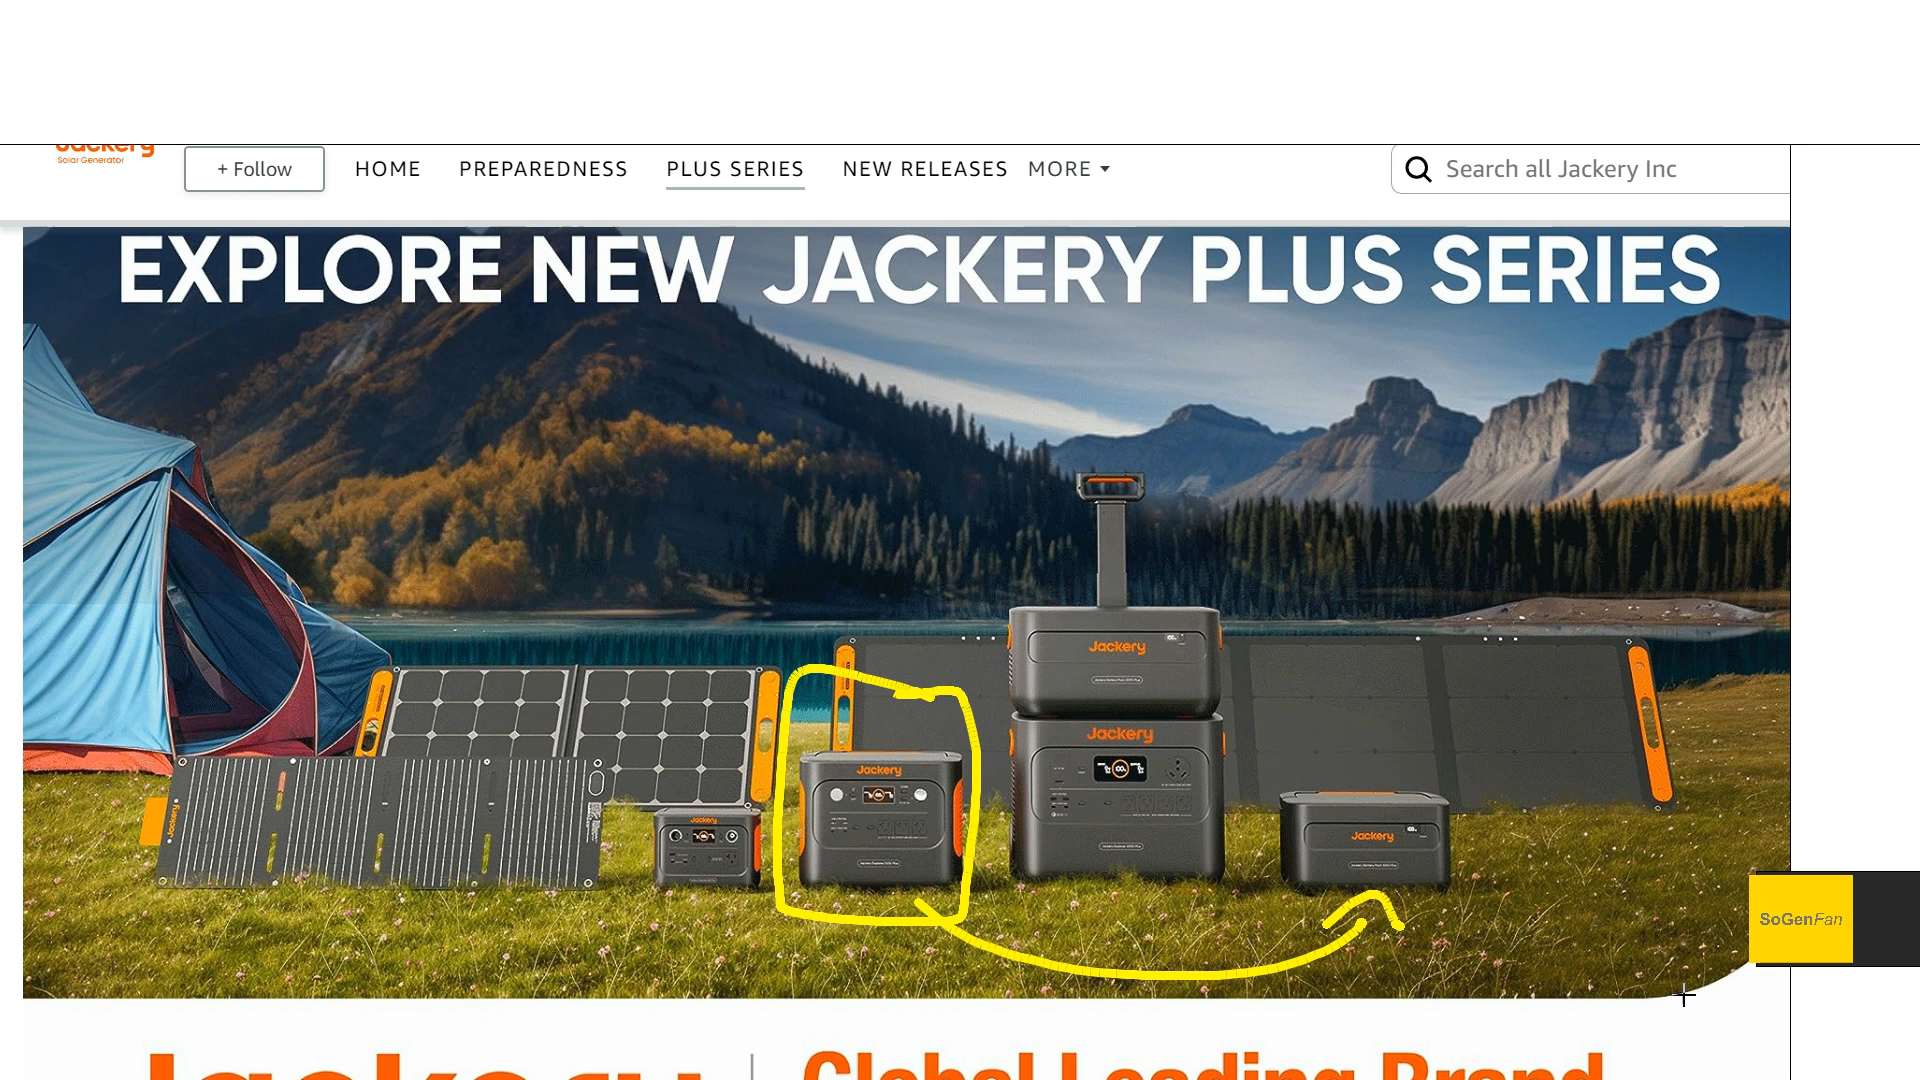 Jackery
Solar Generator
+ Follow
HOME
PREPAREDNESS
PLUS SERIES
NEW RELEASES
MORE
Search all Jackery Inc
EXPLORE NEW JACKERY PLUS SERIES
Jackery
Jackery
Jackery
Jackery
Jackery
Jackery
SoGenFan
Jackery
Global Leading Brand